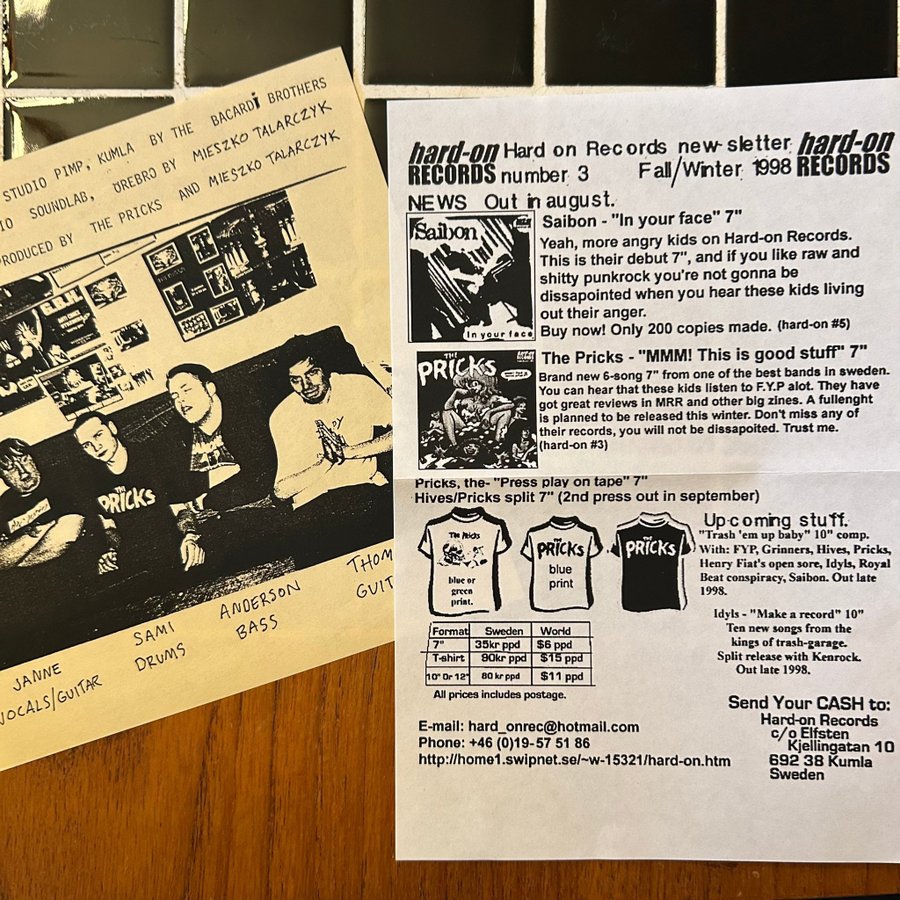 STUDIO PIMP, KUMLA BY THE BACARDi BROTHERS
IO SOUNDLAB, ÖREBRO BY MIESZKO TALARCZYK
PRODUCED BY THE PRICKS AND MIESZKO TALARCZYK
PRICKS
JANNE
VOCALS/GUITAR
SAMI
DRUMS
ANDERSON
BASS
THOM
GUIT
hard-on
RECORDS
Hard on Records new-sletter
number 3 Fall/Winter 1998
hard-on
RECORDS
NEWS Out in august.
Saibon
In your face
Saibon - "In your face" 7"
Yeah, more angry kids on Hard-on Records.
This is their debut 7", and if you like raw and
shitty punkrock you're not gonna be
dissapointed when you hear these kids living
out their anger.
Buy now! Only 200 copies made. (hard-on #5)
THE
PRICKS
The Pricks - "MMM! This is good stuff" 7"
Brand new 6-song 7" from one of the best bands in sweden.
You can hear that these kids listen to F.Y.P alot. They have
got great reviews in MRR and other big zines. A fullenght
is planned to be released this winter. Don't miss any of
their records, you will not be dissapoited. Trust me.
(hard-on #3)
Pricks, the- "Press play on tape" 7"
Hives/Pricks split 7" (2nd press out in september)
The Pricks
blue or
green
print.
THE
PRICKS
blue
print
THE
PRICKS
Format Sweden World
7" 35kr ppd $6 ppd
T-shirt 90kr ppd $15 ppd
10" Or 12" 80 kr ppd $11 ppd
All prices includes postage.
Up-coming stuff.
"Trash 'em up baby" 10" comp.
With: FYP, Grinners, Hives, Pricks,
Henry Fiat's open sore, Idyls, Royal
Beat conspiracy, Saibon. Out late
1998.
Idyls - "Make a record" 10"
Ten new songs from the
kings of trash-garage.
Split release with Kenrock.
Out late 1998.
E-mail: hard_onrec@hotmail.com
Phone: +46 (0)19-57 51 86
http://home1.swipnet.se/~w-15321/hard-on.htm
Send Your CASH to:
Hard-on Records
c/o Elfsten
Kjellingatan 10
692 38 Kumla
Sweden